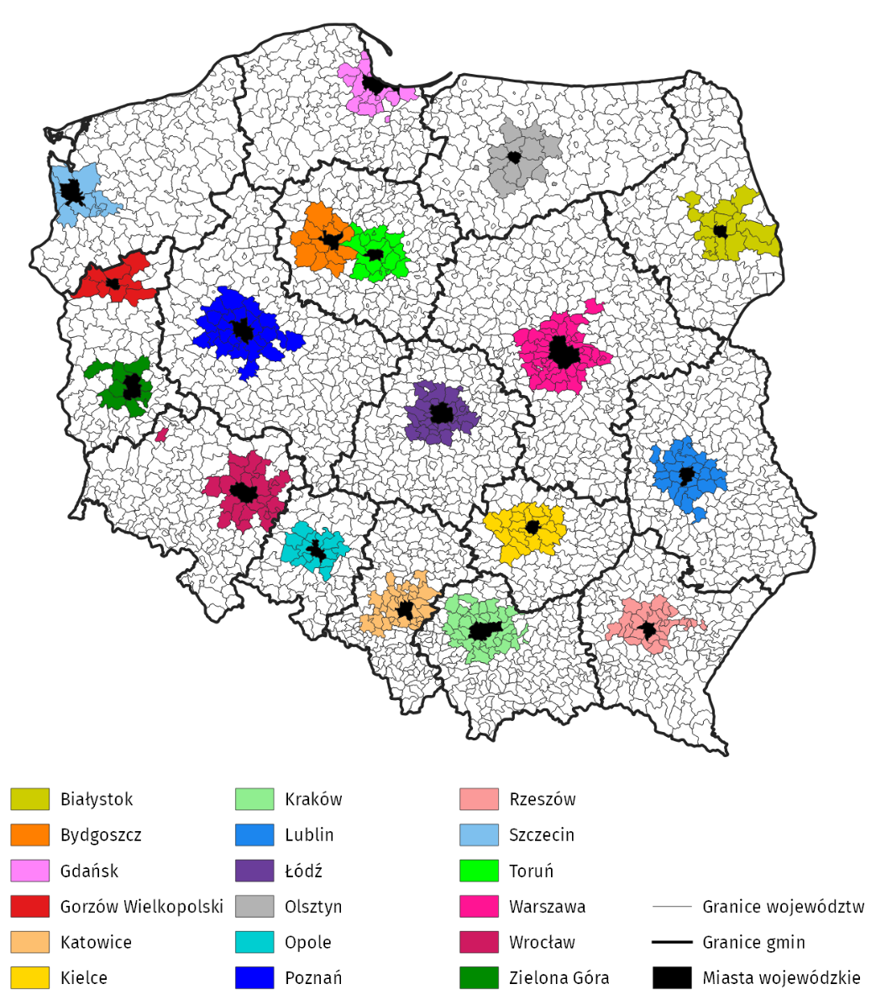 Białystok
Bydgoszcz
Gdańsk
Gorzów Wielkopolski
Katowice
Kielce
Kraków
Lublin
Łódź
Olsztyn
Opole
Poznań
Rzeszów
Szczecin
Toruń
Warszawa
Wrocław
Zielona Góra
Granice województw
Granice gmin
Miasta wojewódzkie